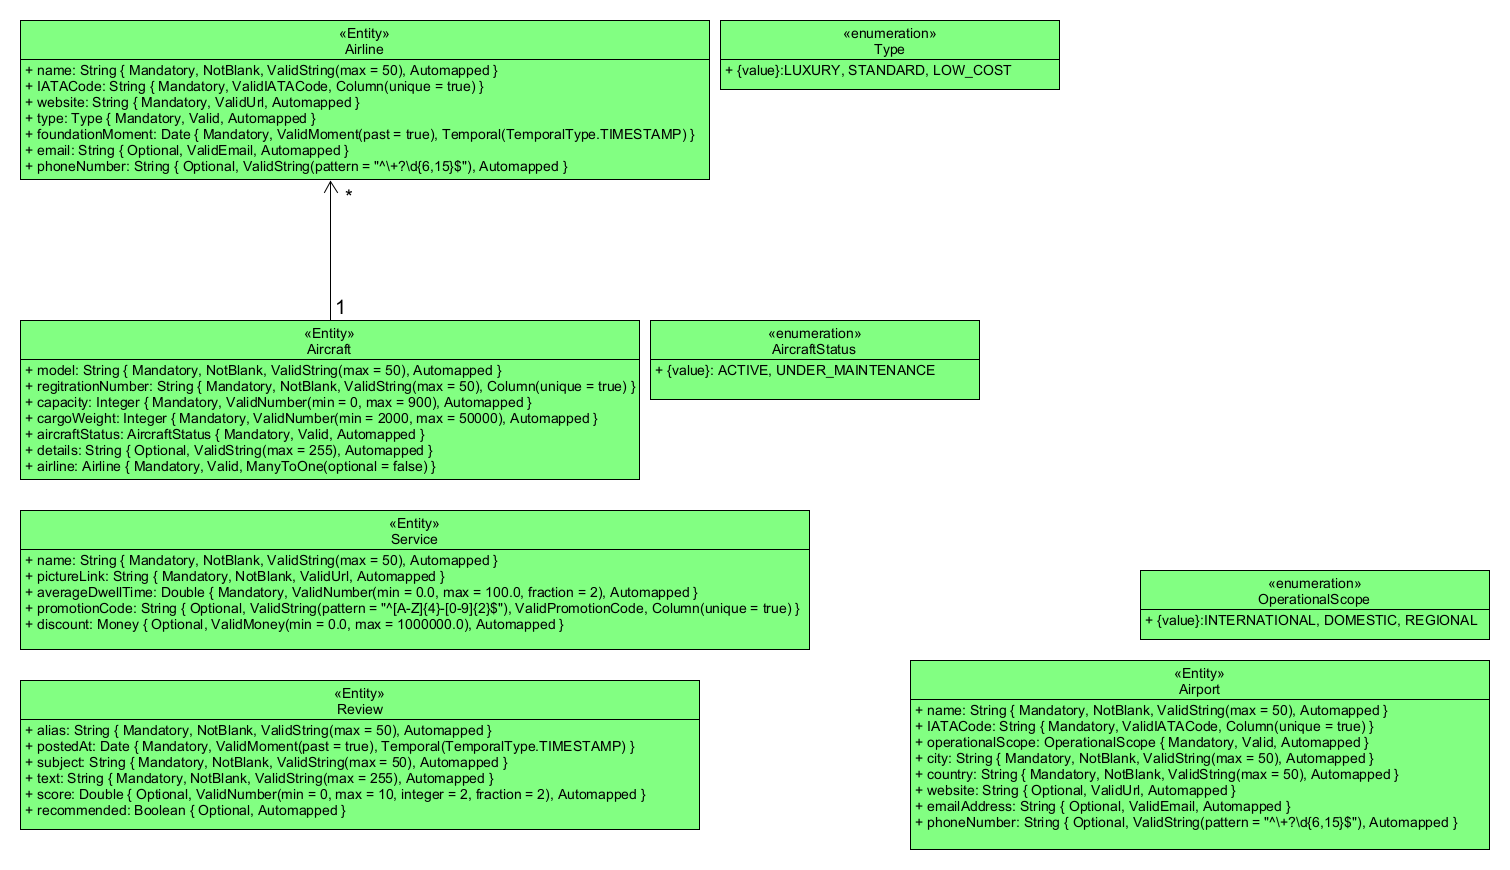 «Entity»
Airline
+ name: String { Mandatory, NotBlank, ValidString(max = 50), Automapped }
+ IATACode: String { Mandatory, ValidIATACode, Column(unique = true) }
+ website: String { Mandatory, ValidUrl, Automapped }
+ type: Type { Mandatory, Valid, Automapped }
+ foundationMoment: Date { Mandatory, ValidMoment(past = true), Temporal(TemporalType.TIMESTAMP) }
+ email: String { Optional, ValidEmail, Automapped }
+ phoneNumber: String { Optional, ValidString(pattern = "^\+?\d{6,15}$"), Automapped }
«enumeration»
Type
+ {value}:LUXURY, STANDARD, LOW_COST
*
1
«Entity»
Aircraft
+ model: String { Mandatory, NotBlank, ValidString(max = 50), Automapped }
+ regitrationNumber: String { Mandatory, NotBlank, ValidString(max = 50), Column(unique = true) }
+ capacity: Integer { Mandatory, ValidNumber(min = 0, max = 900), Automapped }
+ cargoWeight: Integer { Mandatory, ValidNumber(min = 2000, max = 50000), Automapped }
+ aircraftStatus: AircraftStatus { Mandatory, Valid, Automapped }
+ details: String { Optional, ValidString(max = 255), Automapped }
+ airline: Airline { Mandatory, Valid, ManyToOne(optional = false) }
«enumeration»
AircraftStatus
+ {value}: ACTIVE, UNDER_MAINTENANCE
«Entity»
Service
+ name: String { Mandatory, NotBlank, ValidString(max = 50), Automapped }
+ pictureLink: String { Mandatory, NotBlank, ValidUrl, Automapped }
+ averageDwellTime: Double { Mandatory, ValidNumber(min = 0.0, max = 100.0, fraction = 2), Automapped }
+ promotionCode: String { Optional, ValidString(pattern = "^[A-Z]{4}-[0-9]{2}$"), ValidPromotionCode, Column(unique = true) }
+ discount: Money { Optional, ValidMoney(min = 0.0, max = 1000000.0), Automapped }
«enumeration»
OperationalScope
+ {value}:INTERNATIONAL, DOMESTIC, REGIONAL
«Entity»
Review
+ alias: String { Mandatory, NotBlank, ValidString(max = 50), Automapped }
+ postedAt: Date { Mandatory, ValidMoment(past = true), Temporal(TemporalType.TIMESTAMP) }
+ subject: String { Mandatory, NotBlank, ValidString(max = 50), Automapped }
+ text: String { Mandatory, NotBlank, ValidString(max = 255), Automapped }
+ score: Double { Optional, ValidNumber(min = 0, max = 10, integer = 2, fraction = 2), Automapped }
+ recommended: Boolean { Optional, Automapped }
«Entity»
Airport
+ name: String { Mandatory, NotBlank, ValidString(max = 50), Automapped }
+ IATACode: String { Mandatory, ValidIATACode, Column(unique = true) }
+ operationalScope: OperationalScope { Mandatory, Valid, Automapped }
+ city: String { Mandatory, NotBlank, ValidString(max = 50), Automapped }
+ country: String { Mandatory, NotBlank, ValidString(max = 50), Automapped }
+ website: String { Optional, ValidUrl, Automapped }
+ emailAddress: String { Optional, ValidEmail, Automapped }
+ phoneNumber: String { Optional, ValidString(pattern = "^\+?\d{6,15}$"), Automapped }